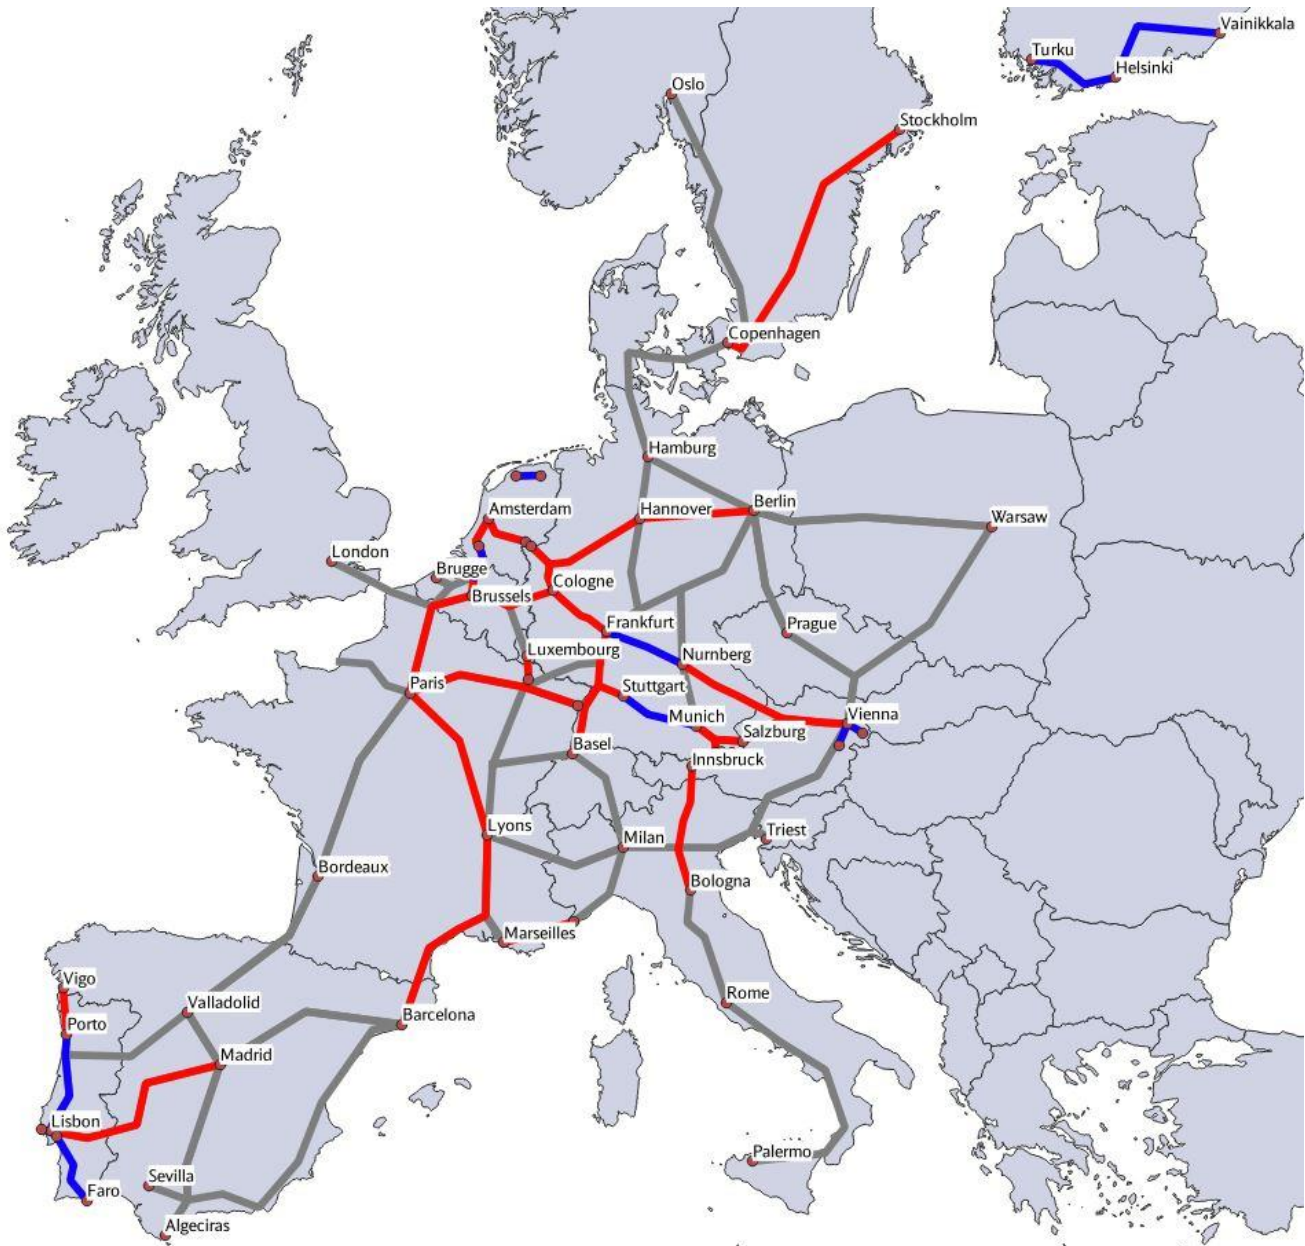 Vainikkala
Turku
Helsinki
Oslo
Stockholm
Copenhagen
Hamburg
Berlin
Amsterdam
Hannover
Warsaw
London
Brugge
Cologne
Brussels
Frankfurt
Prague
Luxembourg
Nurnberg
Paris
Stuttgart
Munich
Vienna
Salzburg
Basel
Innsbruck
Lyons
Milan
Triest
Bordeaux
Bologna
Marseilles
Vigo
Valladolid
Rome
Porto
Barcelona
Madrid
Lisbon
Palermo
Sevilla
Faro
Algeciras